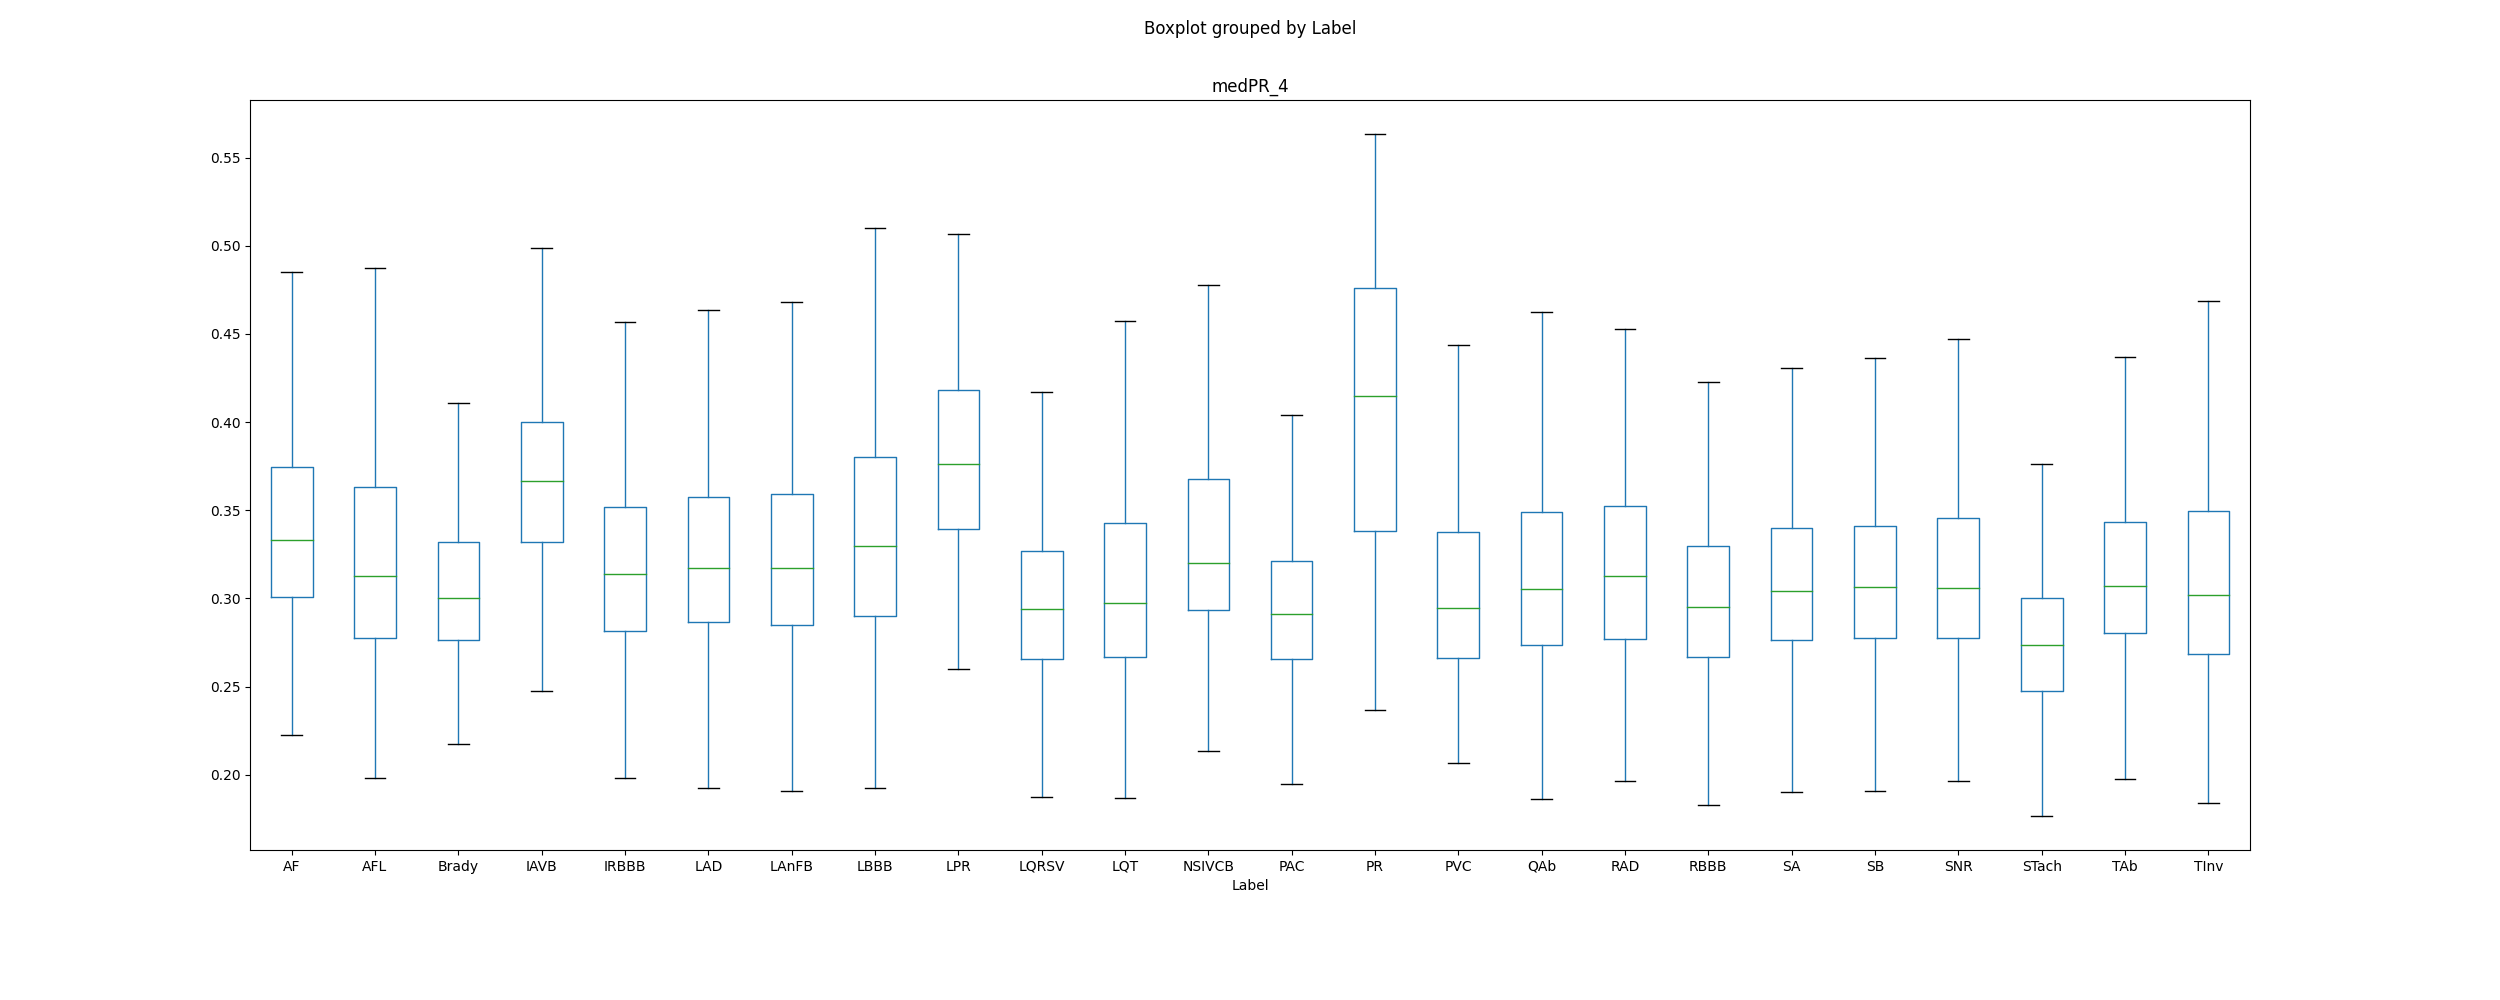 Boxplot grouped by Label
medPR_4
0.55
0.50
0.45
0.40
0.35
0.30
0.25
0.20
AF AFL Brady IAVB IRBBB LAD LAnFB LBBB LPR LQRSV LQT NSIVCB PAC PR PVC QAb RAD RBBB SA SB SNR STach TAb TInv
Label